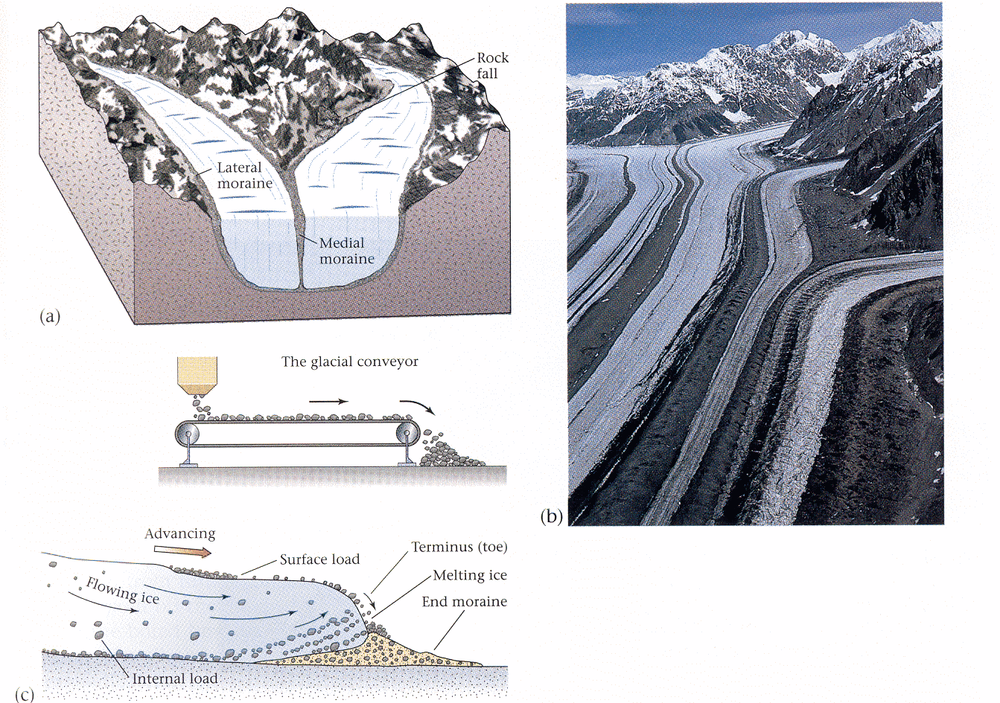 Rock
fall
Lateral
moraine
Medial
moraine
(a)
(b)
The glacial conveyor
Advancing
Surface load
Terminus (toe)
Melting ice
Flowing ice
End moraine
Internal load
(c)